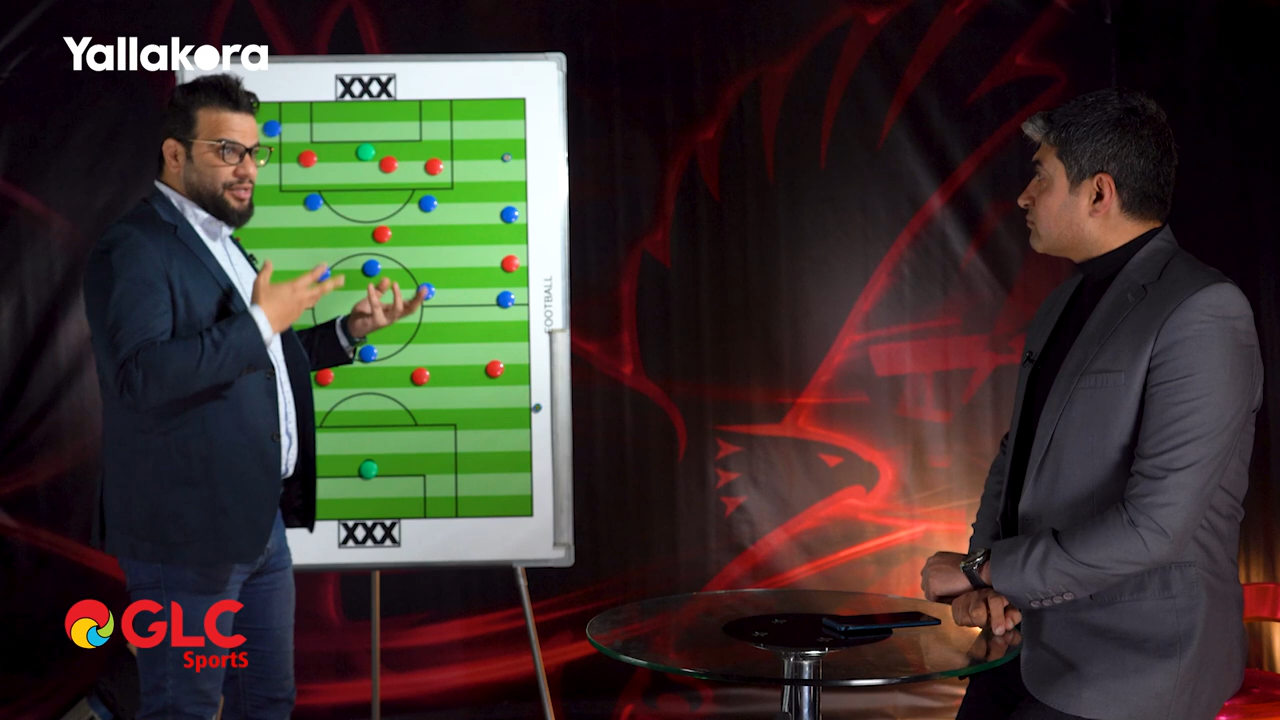 Yallakora
XXX
FOOTBALL
XXX
GLC
Sports